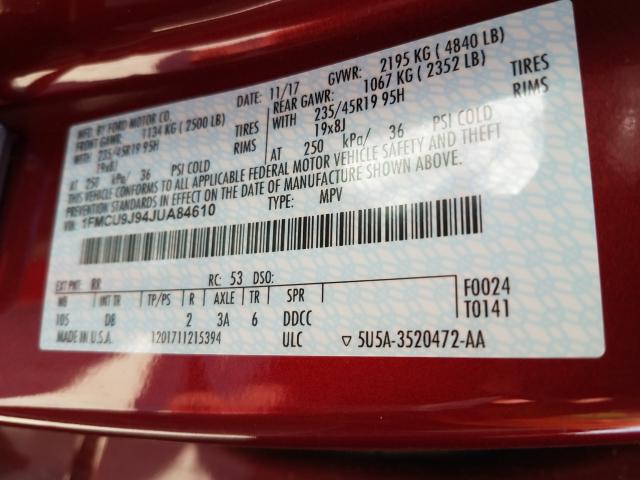 MFD. BY FORD MOTOR CO.
DATE: 11/17 GVWR: 2195 KG ( 4840 LB)
FRONT GAWR: 1134 KG ( 2500 LB)
REAR GAWR: 1067 KG ( 2352 LB)
WITH 235/45R19 95H TIRES
WITH 235/45R19 95H TIRES
19x8J RIMS
19x8J RIMS
AT 250 kPa/ 36 PSI COLD
AT 250 kPa/ 36 PSI COLD
THIS VEHICLE CONFORMS TO ALL APPLICABLE FEDERAL MOTOR VEHICLE SAFETY AND THEFT
PREVENTION STANDARDS IN EFFECT ON THE DATE OF MANUFACTURE SHOWN ABOVE.
VIN: 1FMCU9J94JUA84610 TYPE: MPV
EXT PNT: RR RC: 53 DSO:
WB INT TR TP/PS R AXLE TR SPR F0024
105 DB 2 3A 6 DDCC T0141
MADE IN U.S.A. 1201711215394 ULC ▽ 5U5A-3520472-AA